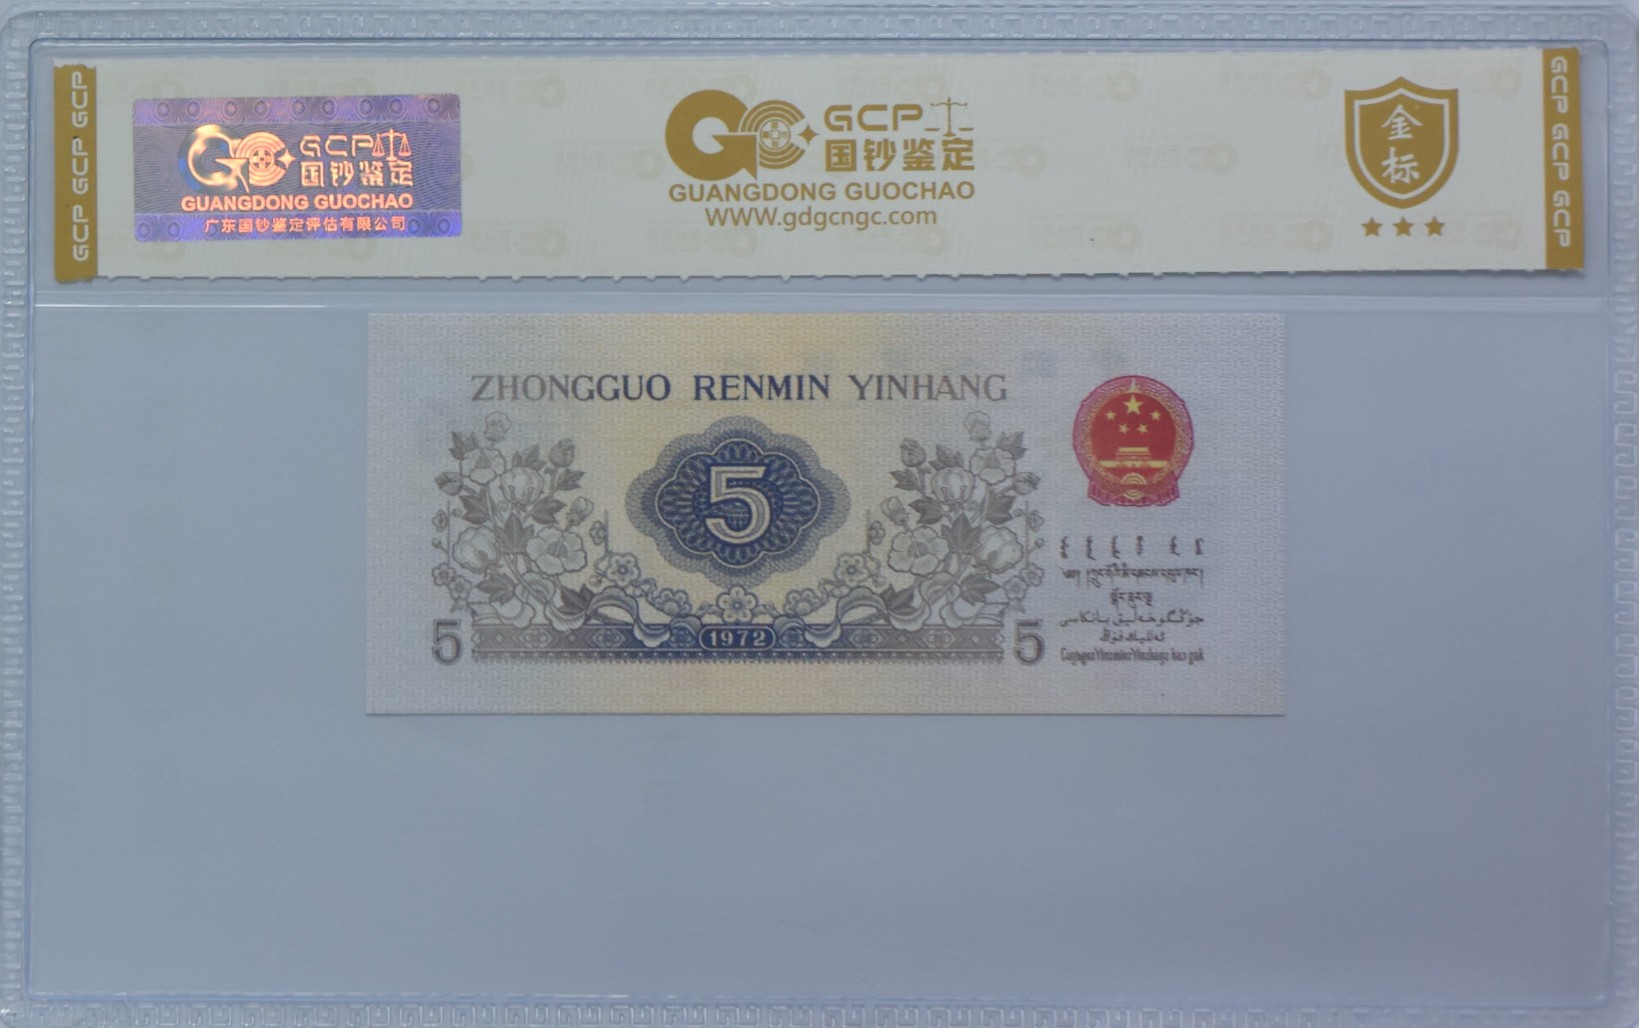 GCP GCP GCP
GCP 国钞鉴定
GUANGDONG GUOCHAO
广东国钞鉴定评估有限公司
GCP
国钞鉴定
GUANGDONG GUOCHAO
WWW.gdgcngc.com
金标
GCP GCP GCP
ZHONGGUO RENMIN YINHANG
5
5 1972 5